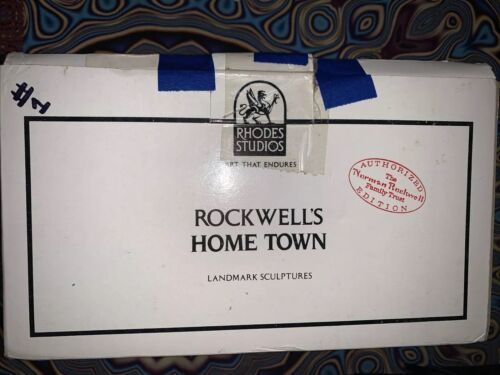 #1
RHODES
STUDIOS
ART THAT ENDURES
AUTHORIZED
The
Norman Rockwell
Family Trust
EDITION
ROCKWELL'S
HOME TOWN
LANDMARK SCULPTURES